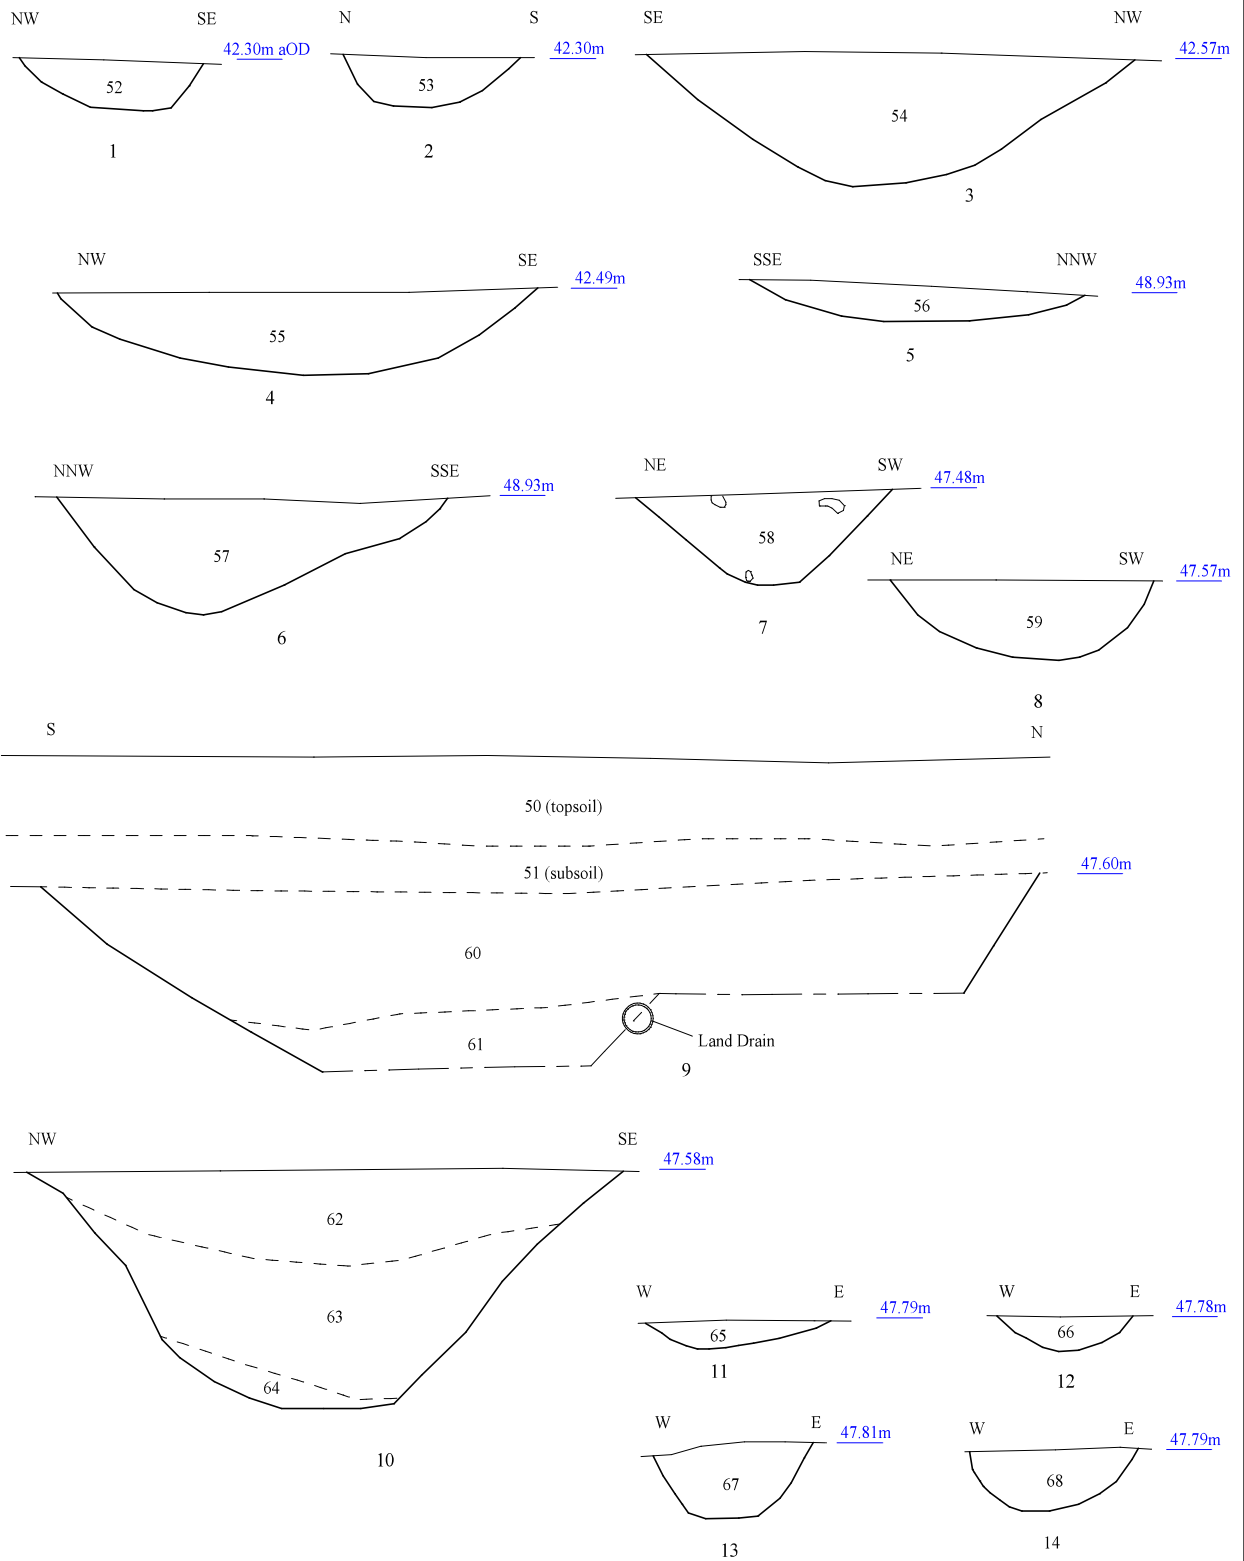 NW SE
42.30m aOD
52
1
N S
42.30m
53
2
SE NW
42.57m
54
3
NW SE
42.49m
55
4
SSE NNW
48.93m
56
5
NNW SSE
48.93m
57
6
NE SW
47.48m
58
7
NE SW
47.57m
59
8
S N
50 (topsoil)
51 (subsoil)
47.60m
60
61
Land Drain
9
NW SE
47.58m
62
63
64
10
W E
47.79m
65
11
W E
47.78m
66
12
W E
47.81m
67
13
W E
47.79m
68
14